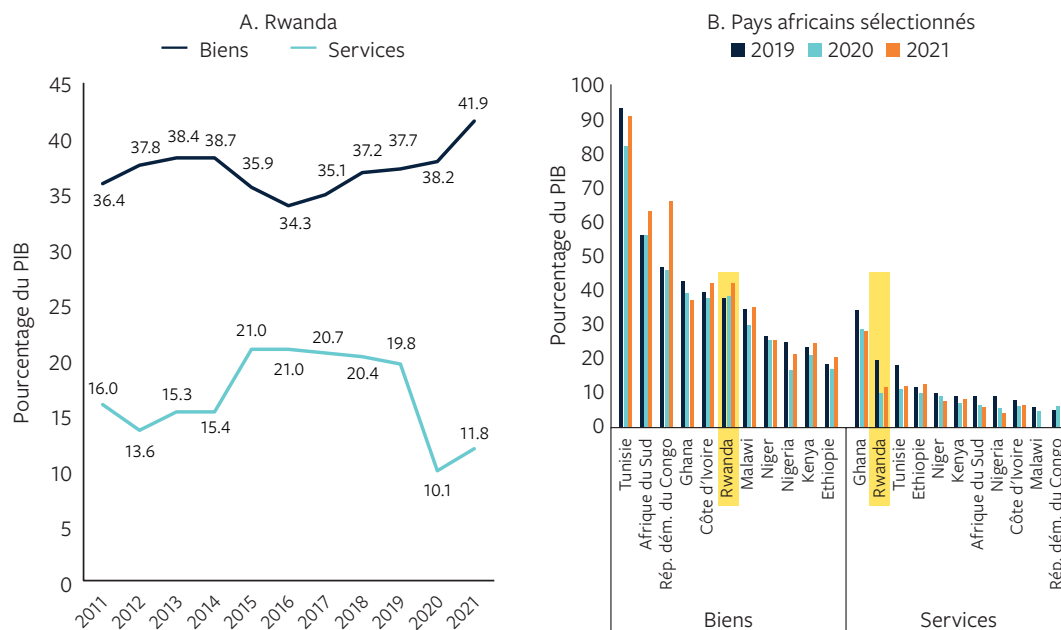 A. Rwanda
Biens
Services
Pourcentage du PIB
45
40
35
30
25
20
15
10
5
0
36.4
37.8
38.4
38.7
35.9
34.3
35.1
37.2
37.7
38.2
41.9
16.0
13.6
15.3
15.4
21.0
21.0
20.7
20.4
19.8
10.1
11.8
2011
2012
2013
2014
2015
2016
2017
2018
2019
2020
2021
B. Pays africains sélectionnés
2019
2020
2021
Pourcentage du PIB
100
90
80
70
60
50
40
30
20
10
0
Tunisie
Afrique du Sud
Rép. dém. du Congo
Ghana
Côte d'Ivoire
Rwanda
Malawi
Niger
Nigeria
Kenya
Ethiopie
Ghana
Rwanda
Tunisie
Ethiopie
Niger
Kenya
Afrique du Sud
Nigeria
Côte d'Ivoire
Malawi
Rép. dém. du Congo
Biens
Services